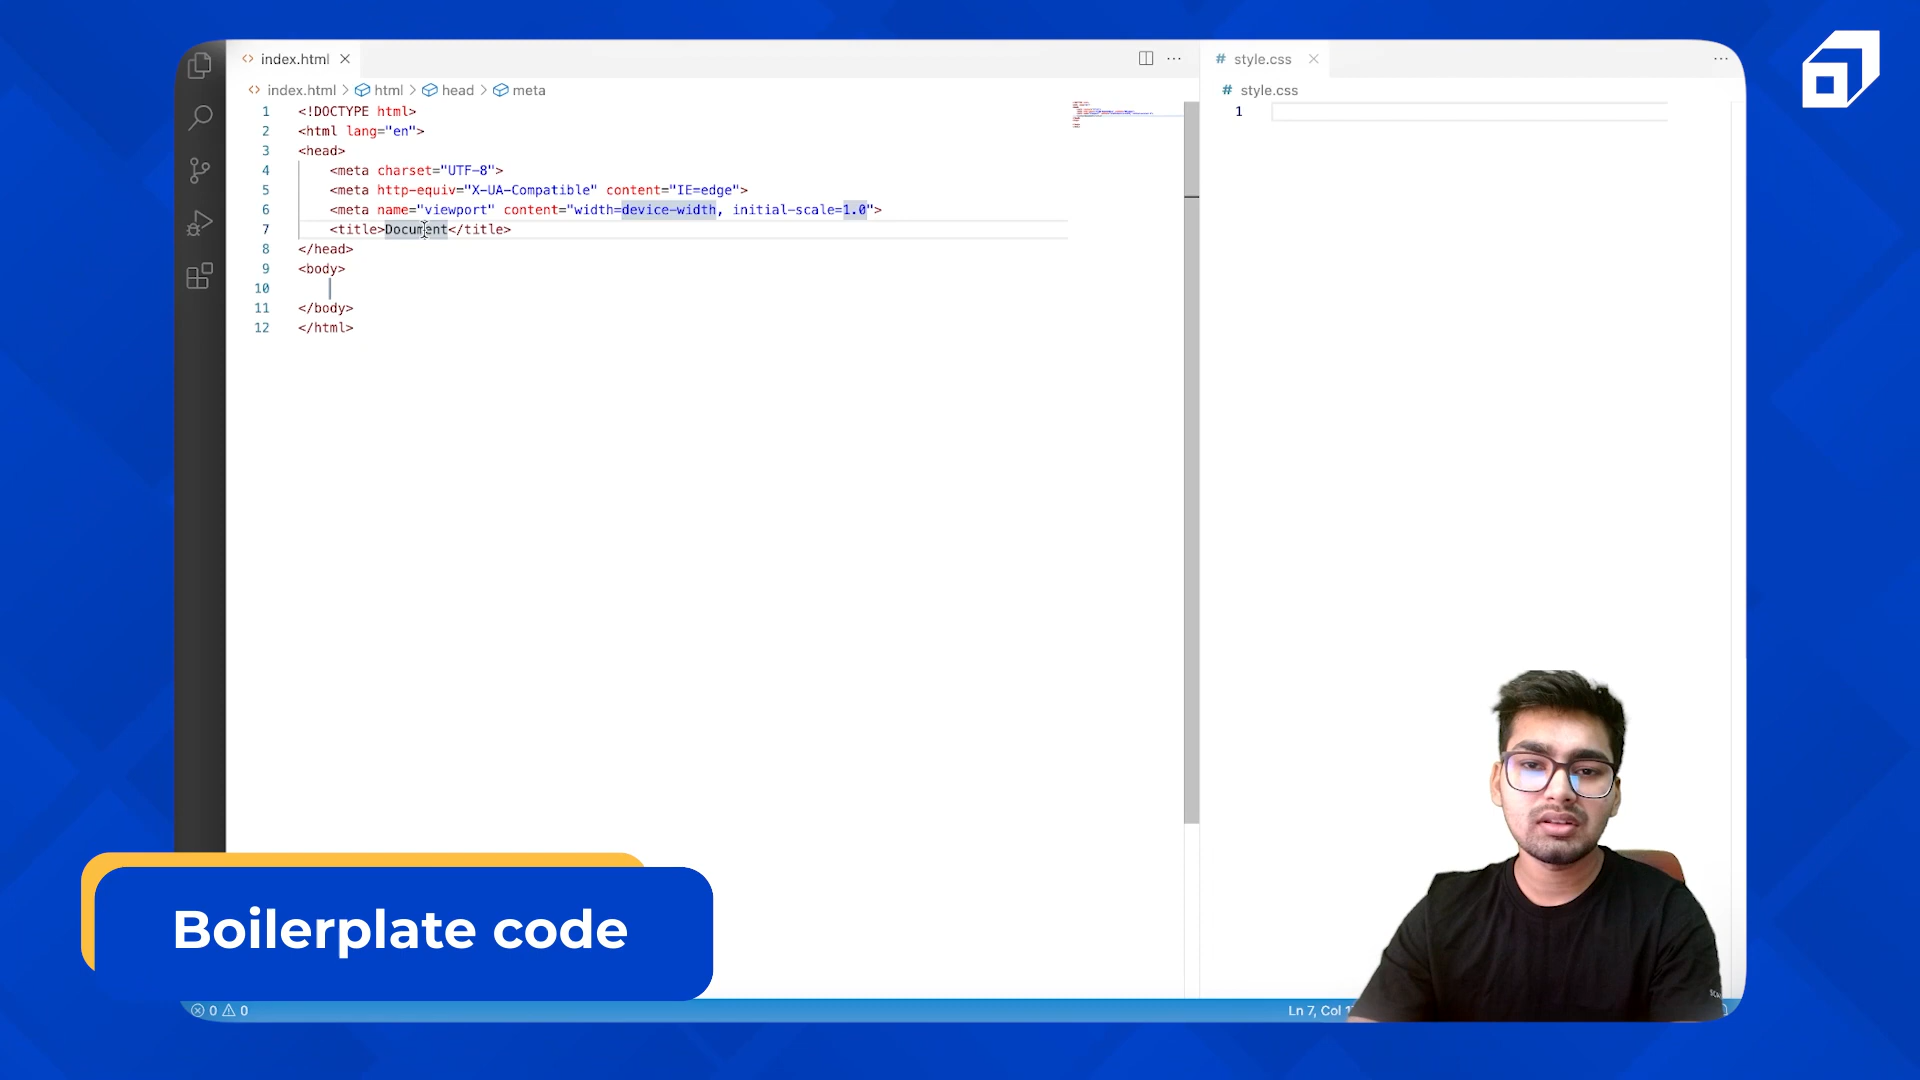 index.html
index.html > html > head > meta
1 <!DOCTYPE html>
2 <html lang="en">
3 <head>
4 <meta charset="UTF-8">
5 <meta http-equiv="X-UA-Compatible" content="IE=edge">
6 <meta name="viewport" content="width=device-width, initial-scale=1.0">
7 <title>Document</title>
8 </head>
9 <body>
10
11 </body>
12 </html>
# style.css
# style.css
1
Boilerplate code
0 0
Ln 7, Col